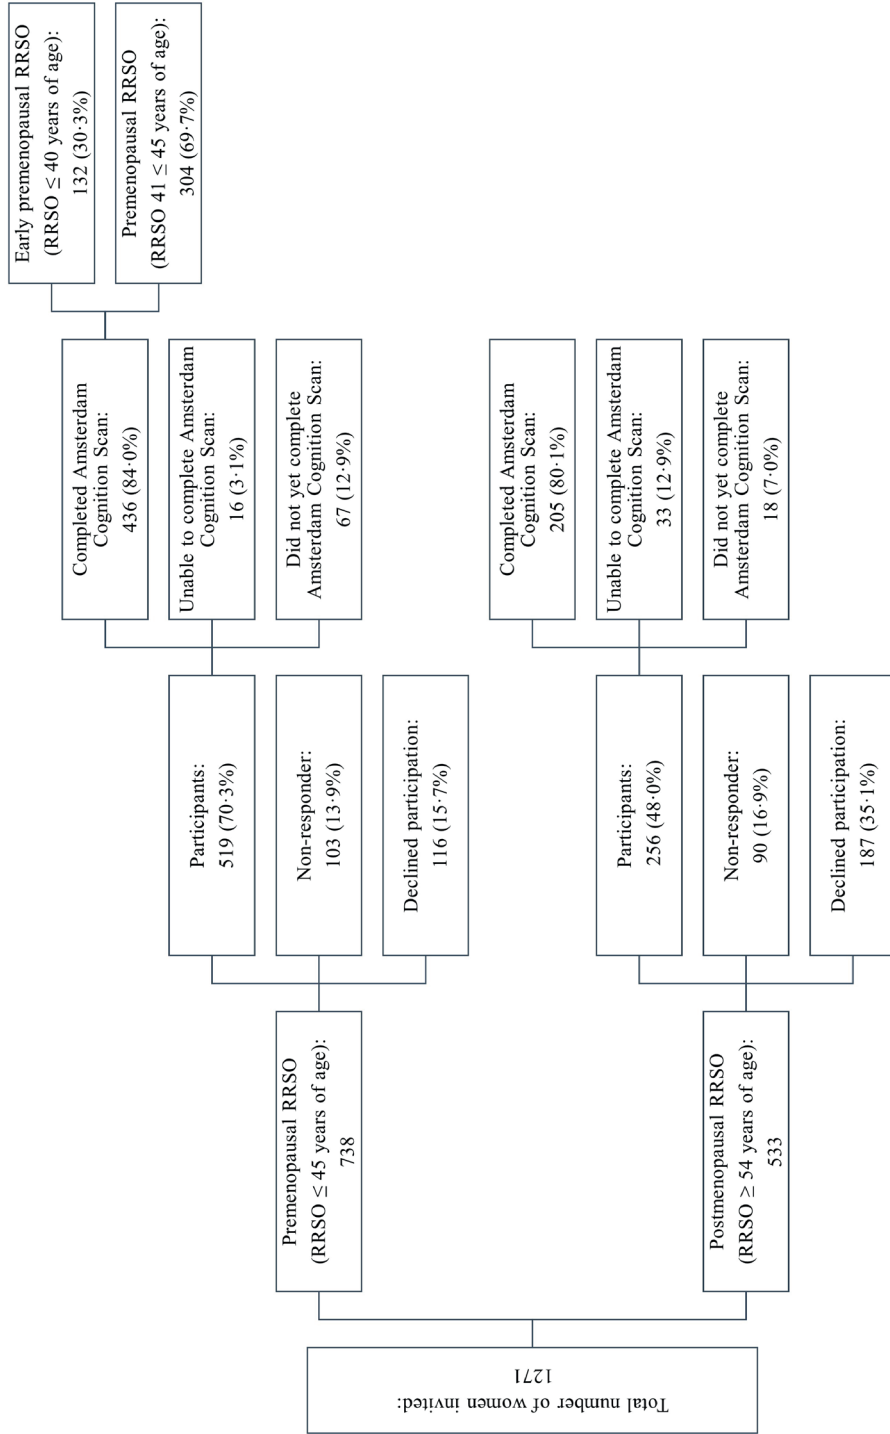 Total number of women invited:
1271
Premenopausal RRSO
(RRSO ≤ 45 years of age):
738
Postmenopausal RRSO
(RRSO ≥ 54 years of age):
533
Participants:
519 (70·3%)
Non-responder:
103 (13·9%)
Declined participation:
116 (15·7%)
Participants:
256 (48·0%)
Non-responder:
90 (16·9%)
Declined participation:
187 (35·1%)
Completed Amsterdam
Cognition Scan:
436 (84·0%)
Unable to complete Amsterdam
Cognition Scan:
16 (3·1%)
Did not yet complete
Amsterdam Cognition Scan:
67 (12·9%)
Completed Amsterdam
Cognition Scan:
205 (80·1%)
Unable to complete Amsterdam
Cognition Scan:
33 (12·9%)
Did not yet complete
Amsterdam Cognition Scan:
18 (7·0%)
Early premenopausal RRSO
(RRSO ≤ 40 years of age):
132 (30·3%)
Premenopausal RRSO
(RRSO 41 ≤ 45 years of age):
304 (69·7%)